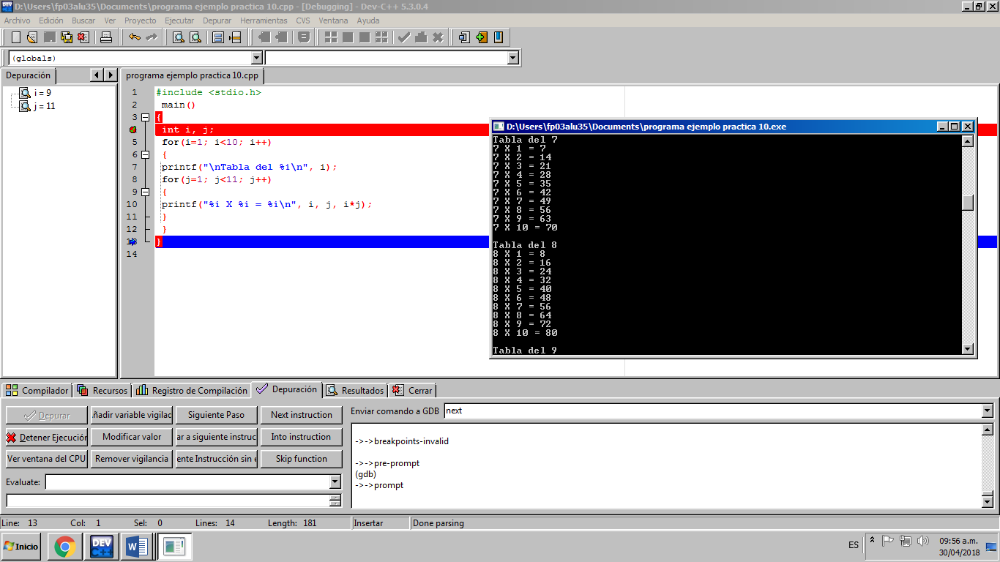 D:\Users\fp03alu35\Documents\programa ejemplo practica 10.cpp - [Debugging] - Dev-C++ 5.3.0.4
Archivo Edición Buscar Ver Proyecto Ejecutar Depurar Herramientas CVS Ventana Ayuda
(globals)
Depuración
programa ejemplo practica 10.cpp
i = 9
j = 11
1 #include <stdio.h>
2 main()
3 {
int i, j;
5 for(i=1; i<10; i++)
6 {
7 printf("\nTabla del %i\n", i);
8 for(j=1; j<11; j++)
9 {
10 printf("%i X %i = %i\n", i, j, i*j);
11 }
12 }
13 }
14
D:\Users\fp03alu35\Documents\programa ejemplo practica 10.exe
Tabla del 7
7 X 1 = 7
7 X 2 = 14
7 X 3 = 21
7 X 4 = 28
7 X 5 = 35
7 X 6 = 42
7 X 7 = 49
7 X 8 = 56
7 X 9 = 63
7 X 10 = 70
Tabla del 8
8 X 1 = 8
8 X 2 = 16
8 X 3 = 24
8 X 4 = 32
8 X 5 = 40
8 X 6 = 48
8 X 7 = 56
8 X 8 = 64
8 X 9 = 72
8 X 10 = 80
Tabla del 9
Compilador Recursos Registro de Compilación Depuración Resultados Cerrar
Depurar ñadir variable vigilad Siguiente Paso Next instruction
Detener Ejecución Modificar valor ar a siguiente instruc Into instruction
Ver ventana del CPU Remover vigilancia ente Instrucción sin e Skip function
Evaluate:
Enviar comando a GDB next
->->breakpoints-invalid
->->pre-prompt
(gdb)
->->prompt
Line: 13 Col: 1 Sel: 0 Lines: 14 Length: 181 Insertar Done parsing
Inicio
DEV C++
W
ES
09:56 a.m.
30/04/2018